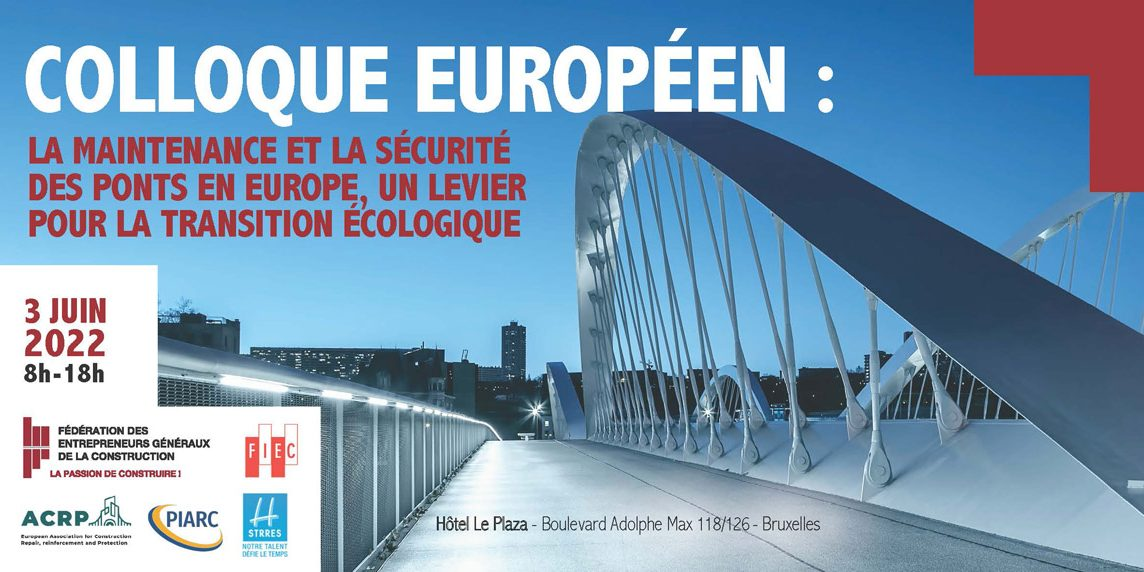 COLLOQUE EUROPÉEN :
LA MAINTENANCE ET LA SÉCURITÉ
DES PONTS EN EUROPE, UN LEVIER
POUR LA TRANSITION ÉCOLOGIQUE
3 JUIN
2022
8h-18h
FÉDÉRATION DES
ENTREPRENEURS GÉNÉRAUX
DE LA CONSTRUCTION
LA PASSION DE CONSTRUIRE !
FIEC
ACRP
European Association for Construction
Repair, reinforcement and Protection
PIARC
STRRES
NOTRE TALENT
DÉFIE LE TEMPS
Hôtel Le Plaza - Boulevard Adolphe Max 118/126 - Bruxelles